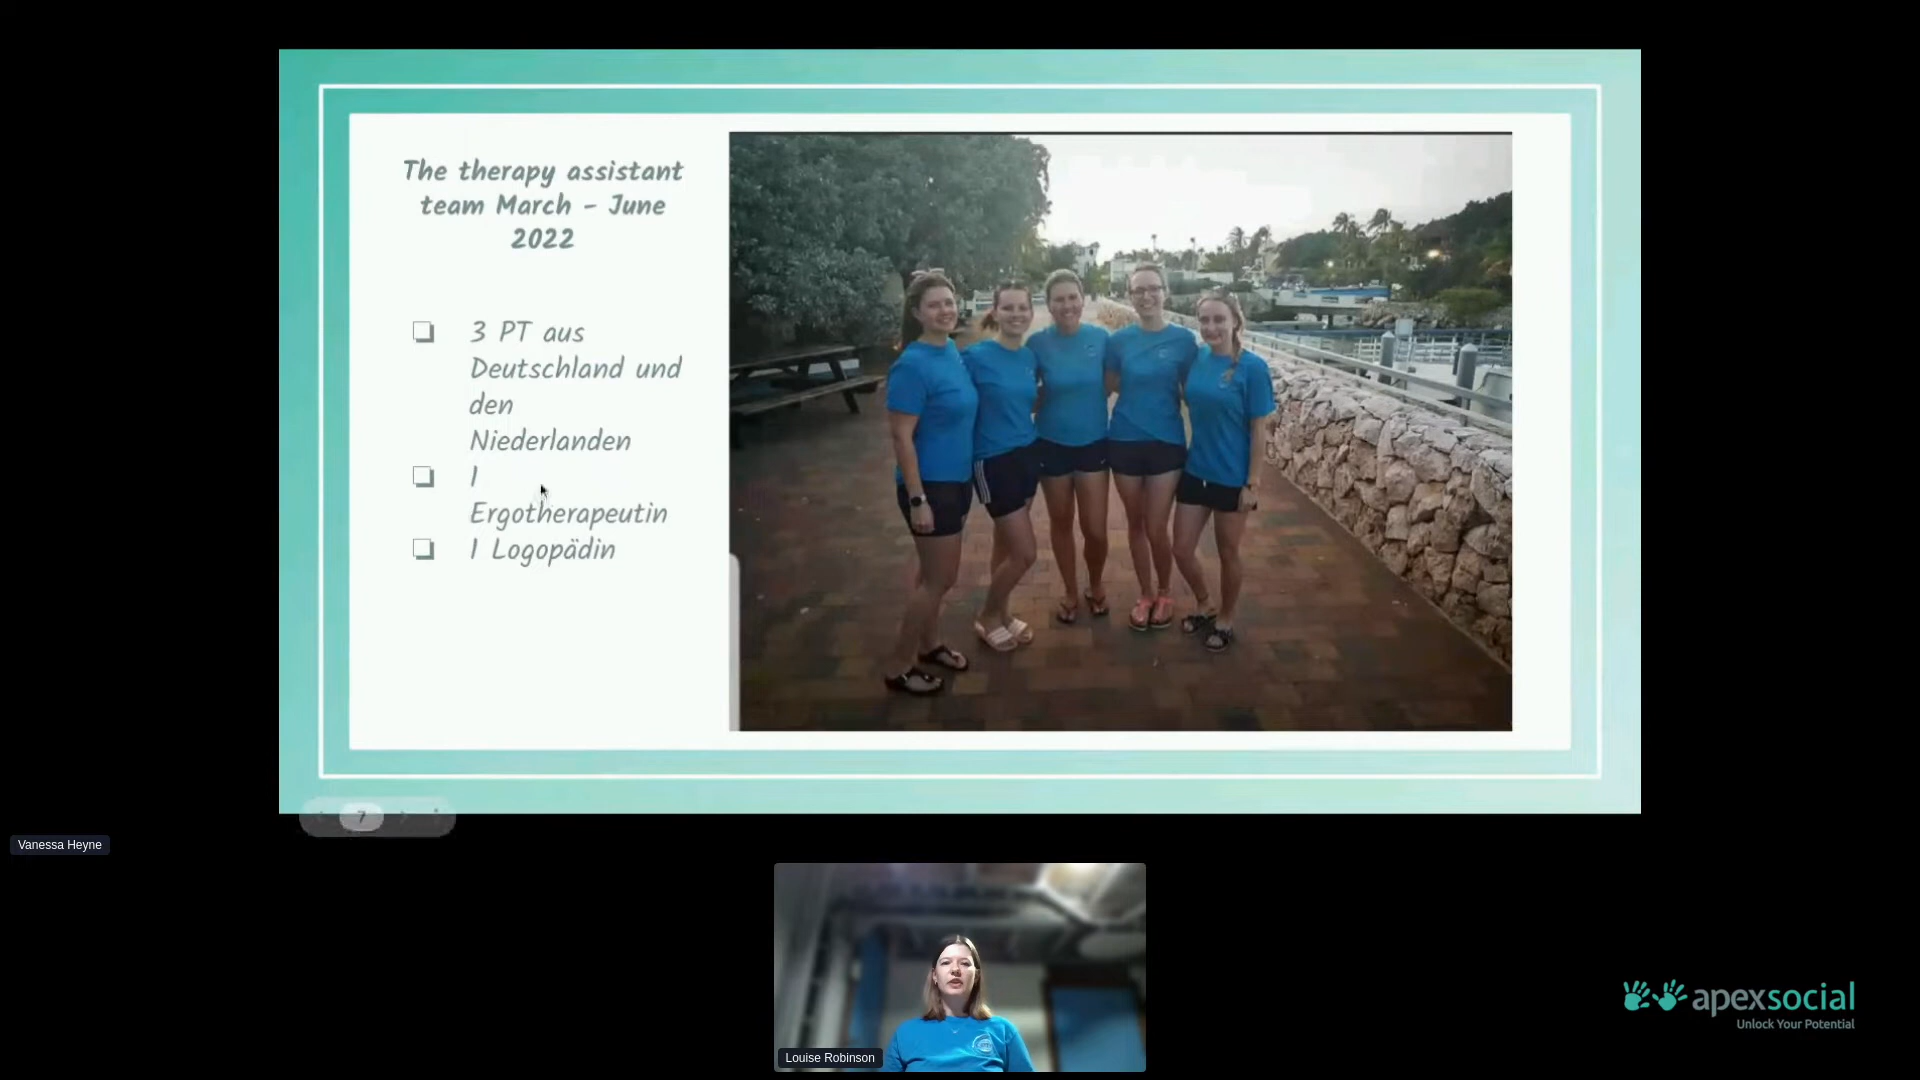 The therapy assistant
team March - June
2022
3 PT aus
Deutschland und
den
Niederlanden
1
Ergotherapeutin
1 Logopädin
7
Vanessa Heyne
Louise Robinson
apexsocial
Unlock Your Potential